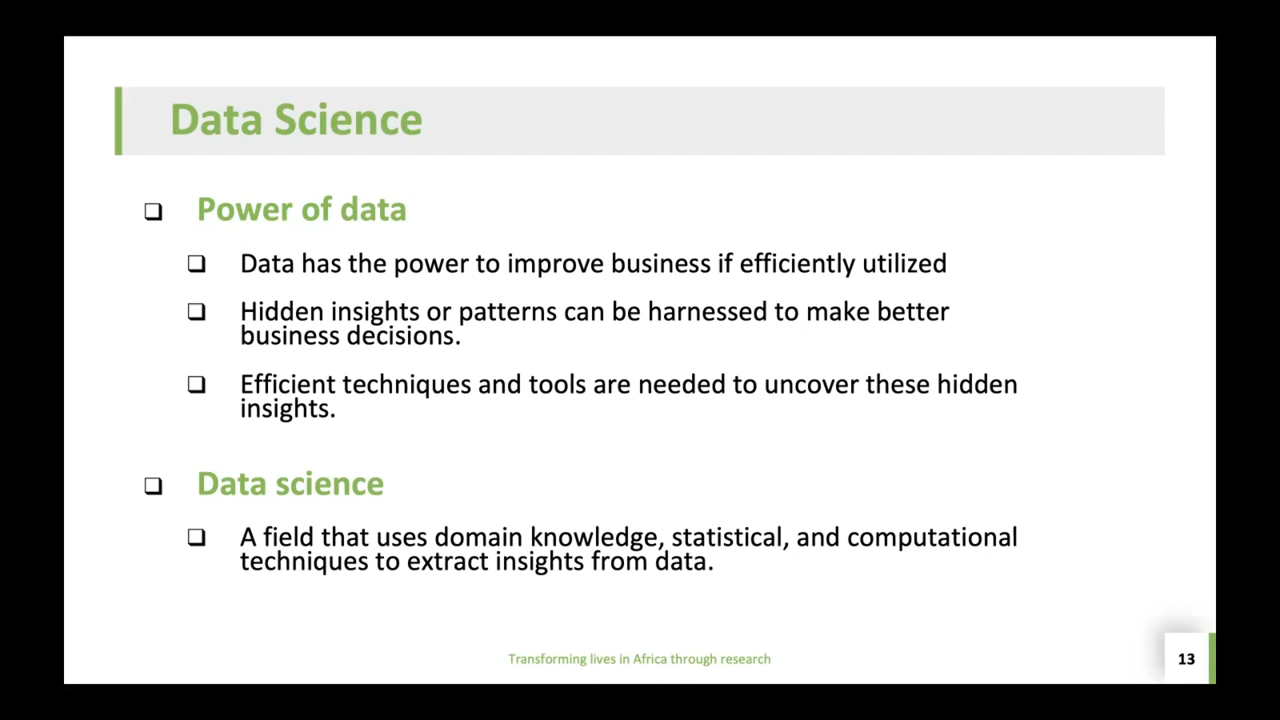 Data Science
❑ Power of data
❑ Data has the power to improve business if efficiently utilized
❑ Hidden insights or patterns can be harnessed to make better
business decisions.
❑ Efficient techniques and tools are needed to uncover these hidden
insights.
❑ Data science
❑ A field that uses domain knowledge, statistical, and computational
techniques to extract insights from data.
Transforming lives in Africa through research
13